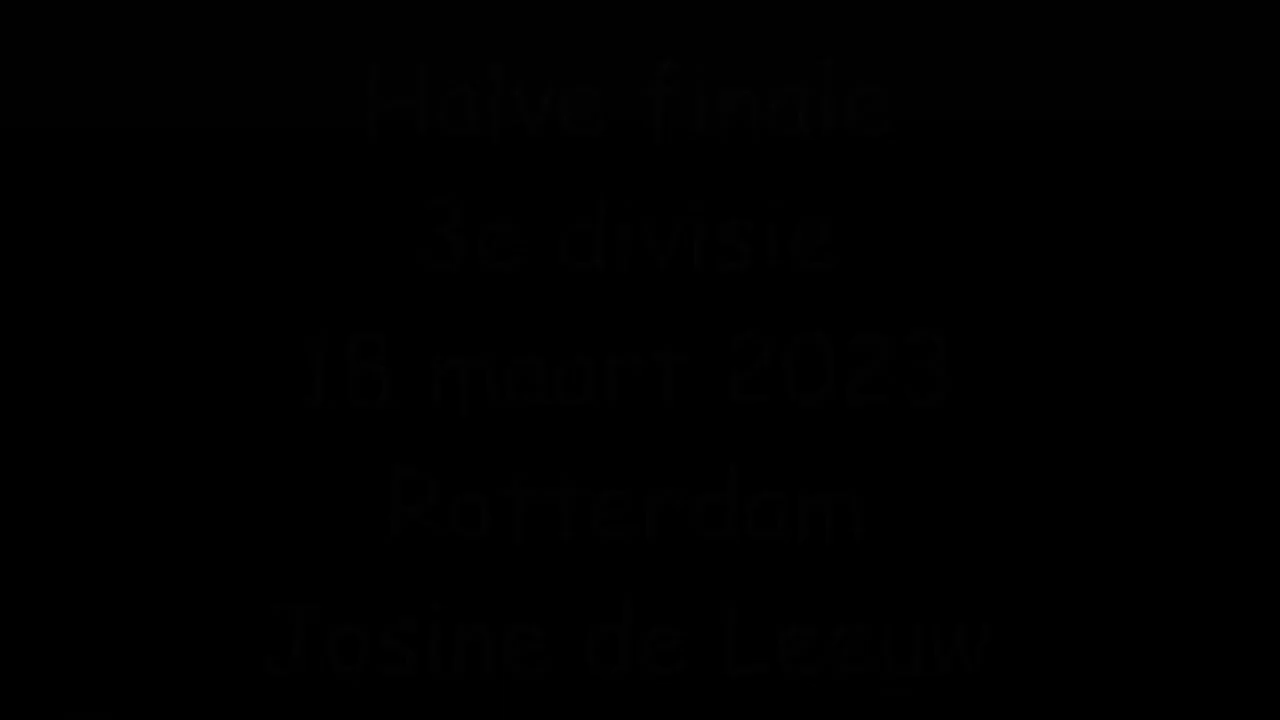 Halve finale
3e divisie
16 maart 2023
Rotterdam
Josine de Leeuw